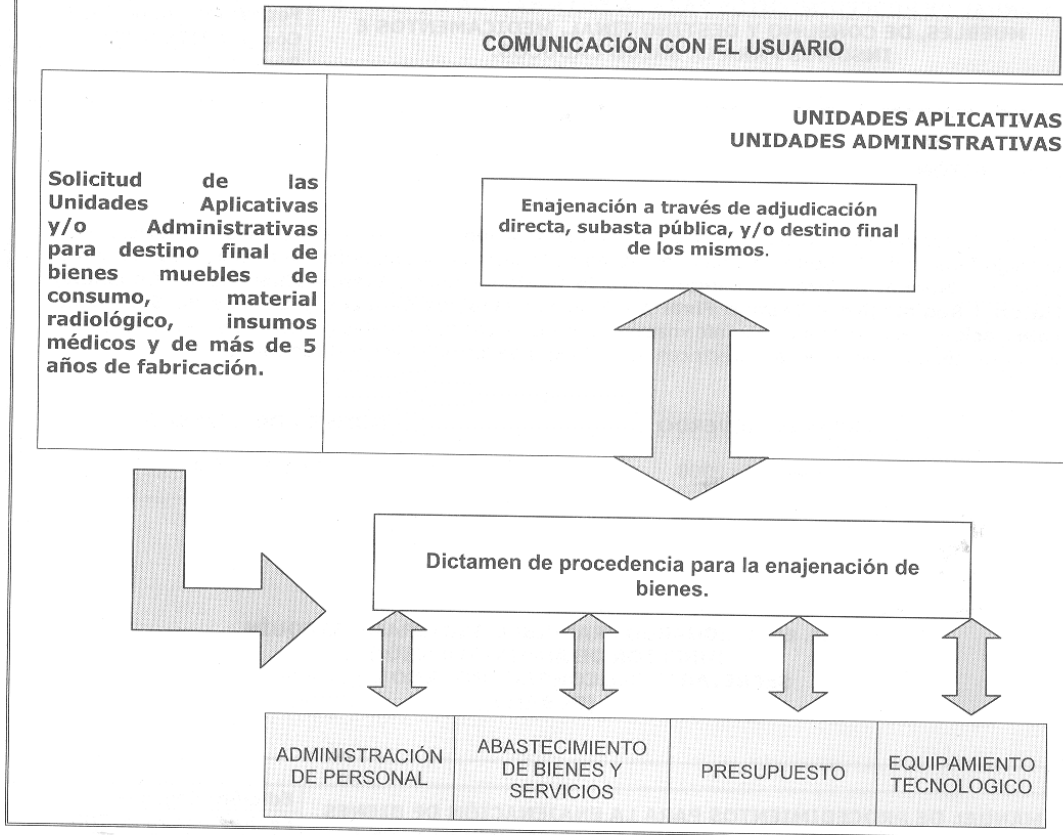 COMUNICACIÓN CON EL USUARIO
UNIDADES APLICATIVAS
UNIDADES ADMINISTRATIVAS
Solicitud de las
Unidades Aplicativas
y/o Administrativas
para destino final de
bienes muebles de
consumo, material
radiológico, insumos
médicos y de más de 5
años de fabricación.
Enajenación a través de adjudicación
directa, subasta pública, y/o destino final
de los mismos.
Dictamen de procedencia para la enajenación de
bienes.
ADMINISTRACIÓN
DE PERSONAL
ABASTECIMIENTO
DE BIENES Y
SERVICIOS
PRESUPUESTO
EQUIPAMIENTO
TECNOLOGICO